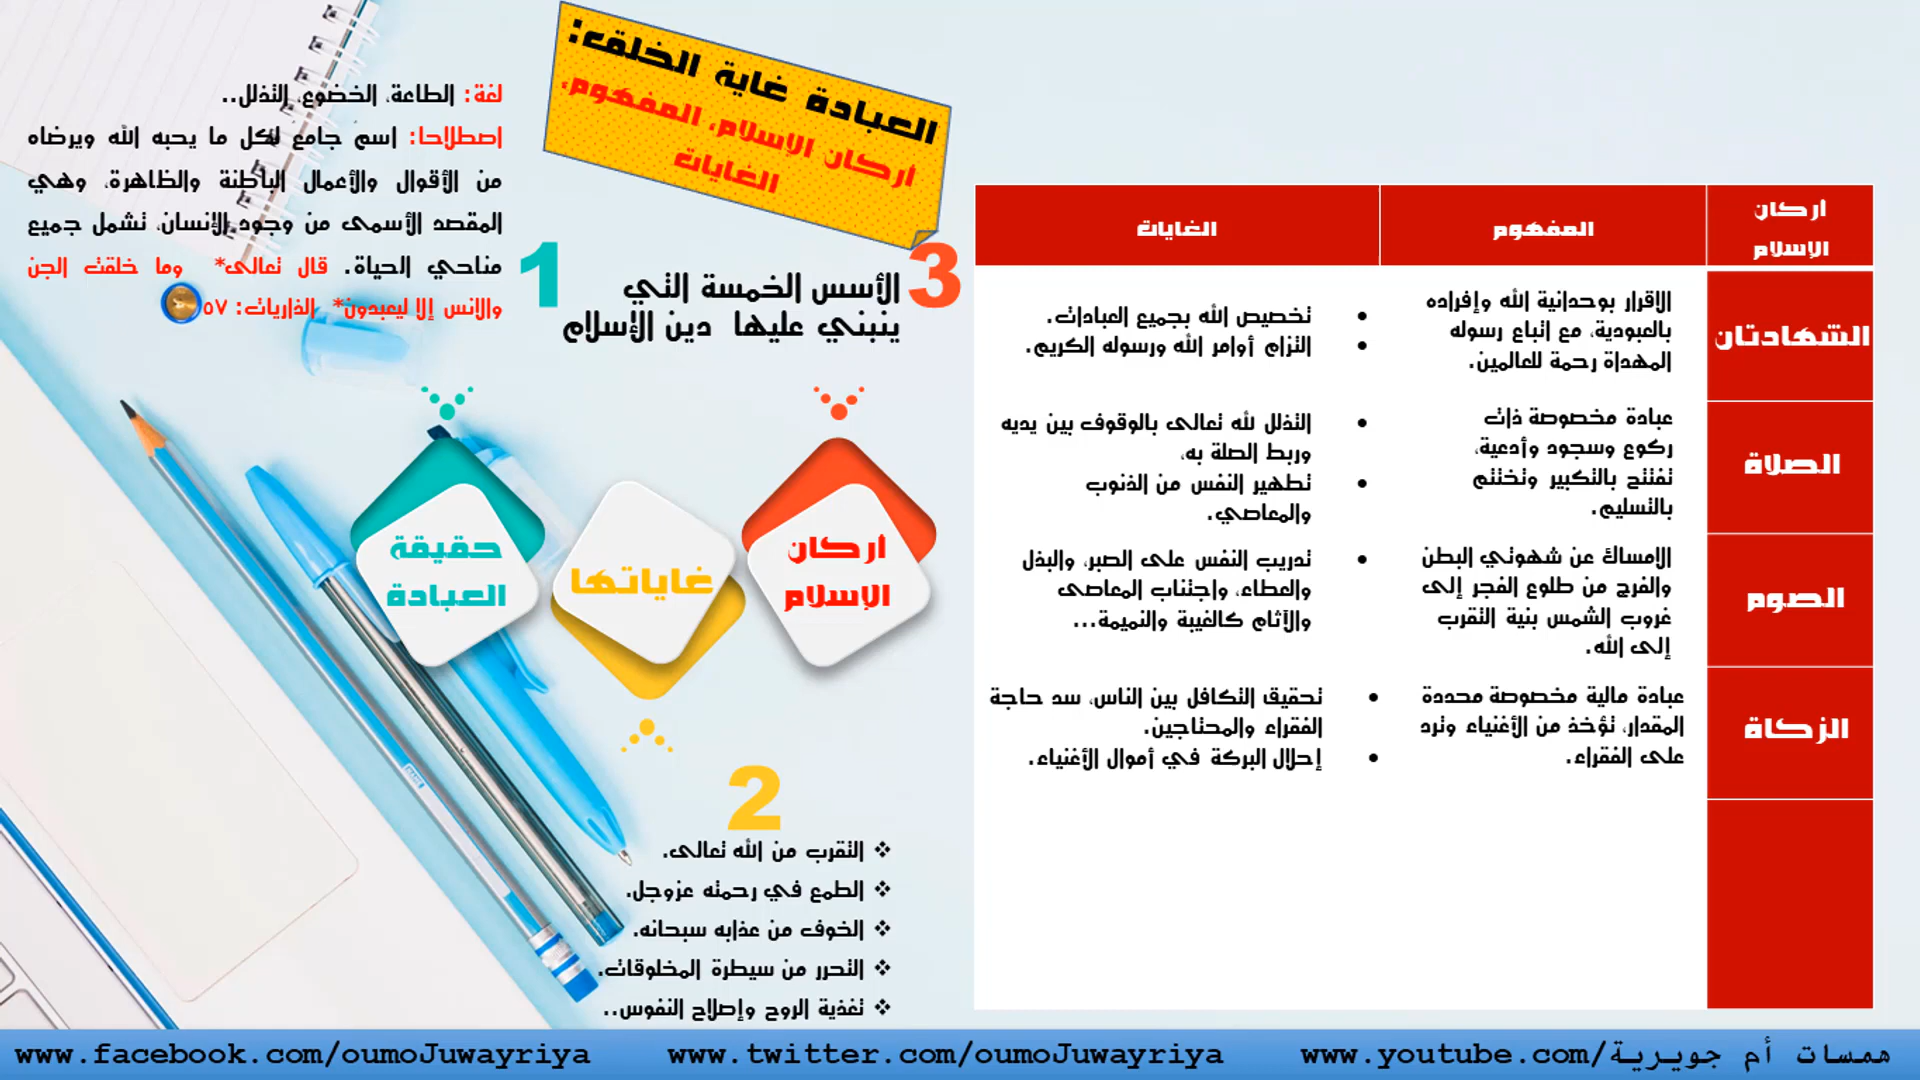 العبادة غاية الخلق:
أركان الإسلام، المفهوم،
الغايات
1
لغة: الطاعة، الخضوع، التذلل..
اصطلاحا: اسم جامع لكل ما يحبه الله ويرضاه
من الأقوال والأعمال الباطنة والظاهرة، وهي
المقصد الأسمى من وجود الإنسان، تشمل جميع
مناحي الحياة. قال تعالى* وما خلقت الجن
والانس إلا ليعبدون* الذاريات: ٥٧
3
الأسس الخمسة التي
ينبني عليها دين الإسلام
أركان
الإسلام
غاياتها
حقيقة
العبادة
2
❖ التقرب من الله تعالى.
❖ الطمع في رحمته عزوجل.
❖ الخوف من عذابه سبحانه.
❖ التحرر من سيطرة المخلوقات.
❖ تغذية الروح وإصلاح النفوس..
أركان
الإسلام
المفهوم
الغايات
الشهادتان
الاقرار بوحدانية الله وإفراده
بالعبودية، مع اتباع رسوله
المهداة رحمة للعالمين.
• تخصيص الله بجميع العبادات.
• التزام أوامر الله ورسوله الكريم.
الصلاة
عبادة مخصوصة ذات
ركوع وسجود وأدعية،
تفتتح بالتكبير وتختتم
بالتسليم.
• التذلل لله تعالى بالوقوف بين يديه
وربط الصلة به،
• تطهير النفس من الذنوب
والمعاصي.
الصوم
الامساك عن شهوتي البطن
والفرج من طلوع الفجر إلى
غروب الشمس بنية التقرب
إلى الله.
• تدريب النفس على الصبر، والبذل
والعطاء، واجتناب المعاصى
والآثام كالغيبة والنميمة...
الزكاة
عبادة مالية مخصوصة محددة
المقدار، تؤخذ من الأغنياء وترد
على الفقراء.
• تحقيق التكافل بين الناس، سد حاجة
الفقراء والمحتاجين.
• إحلال البركة في أموال الأغنياء.
www.facebook.com/oumoJuwayriya
www.twitter.com/oumoJuwayriya
www.youtube.com/همسات أم جويرية